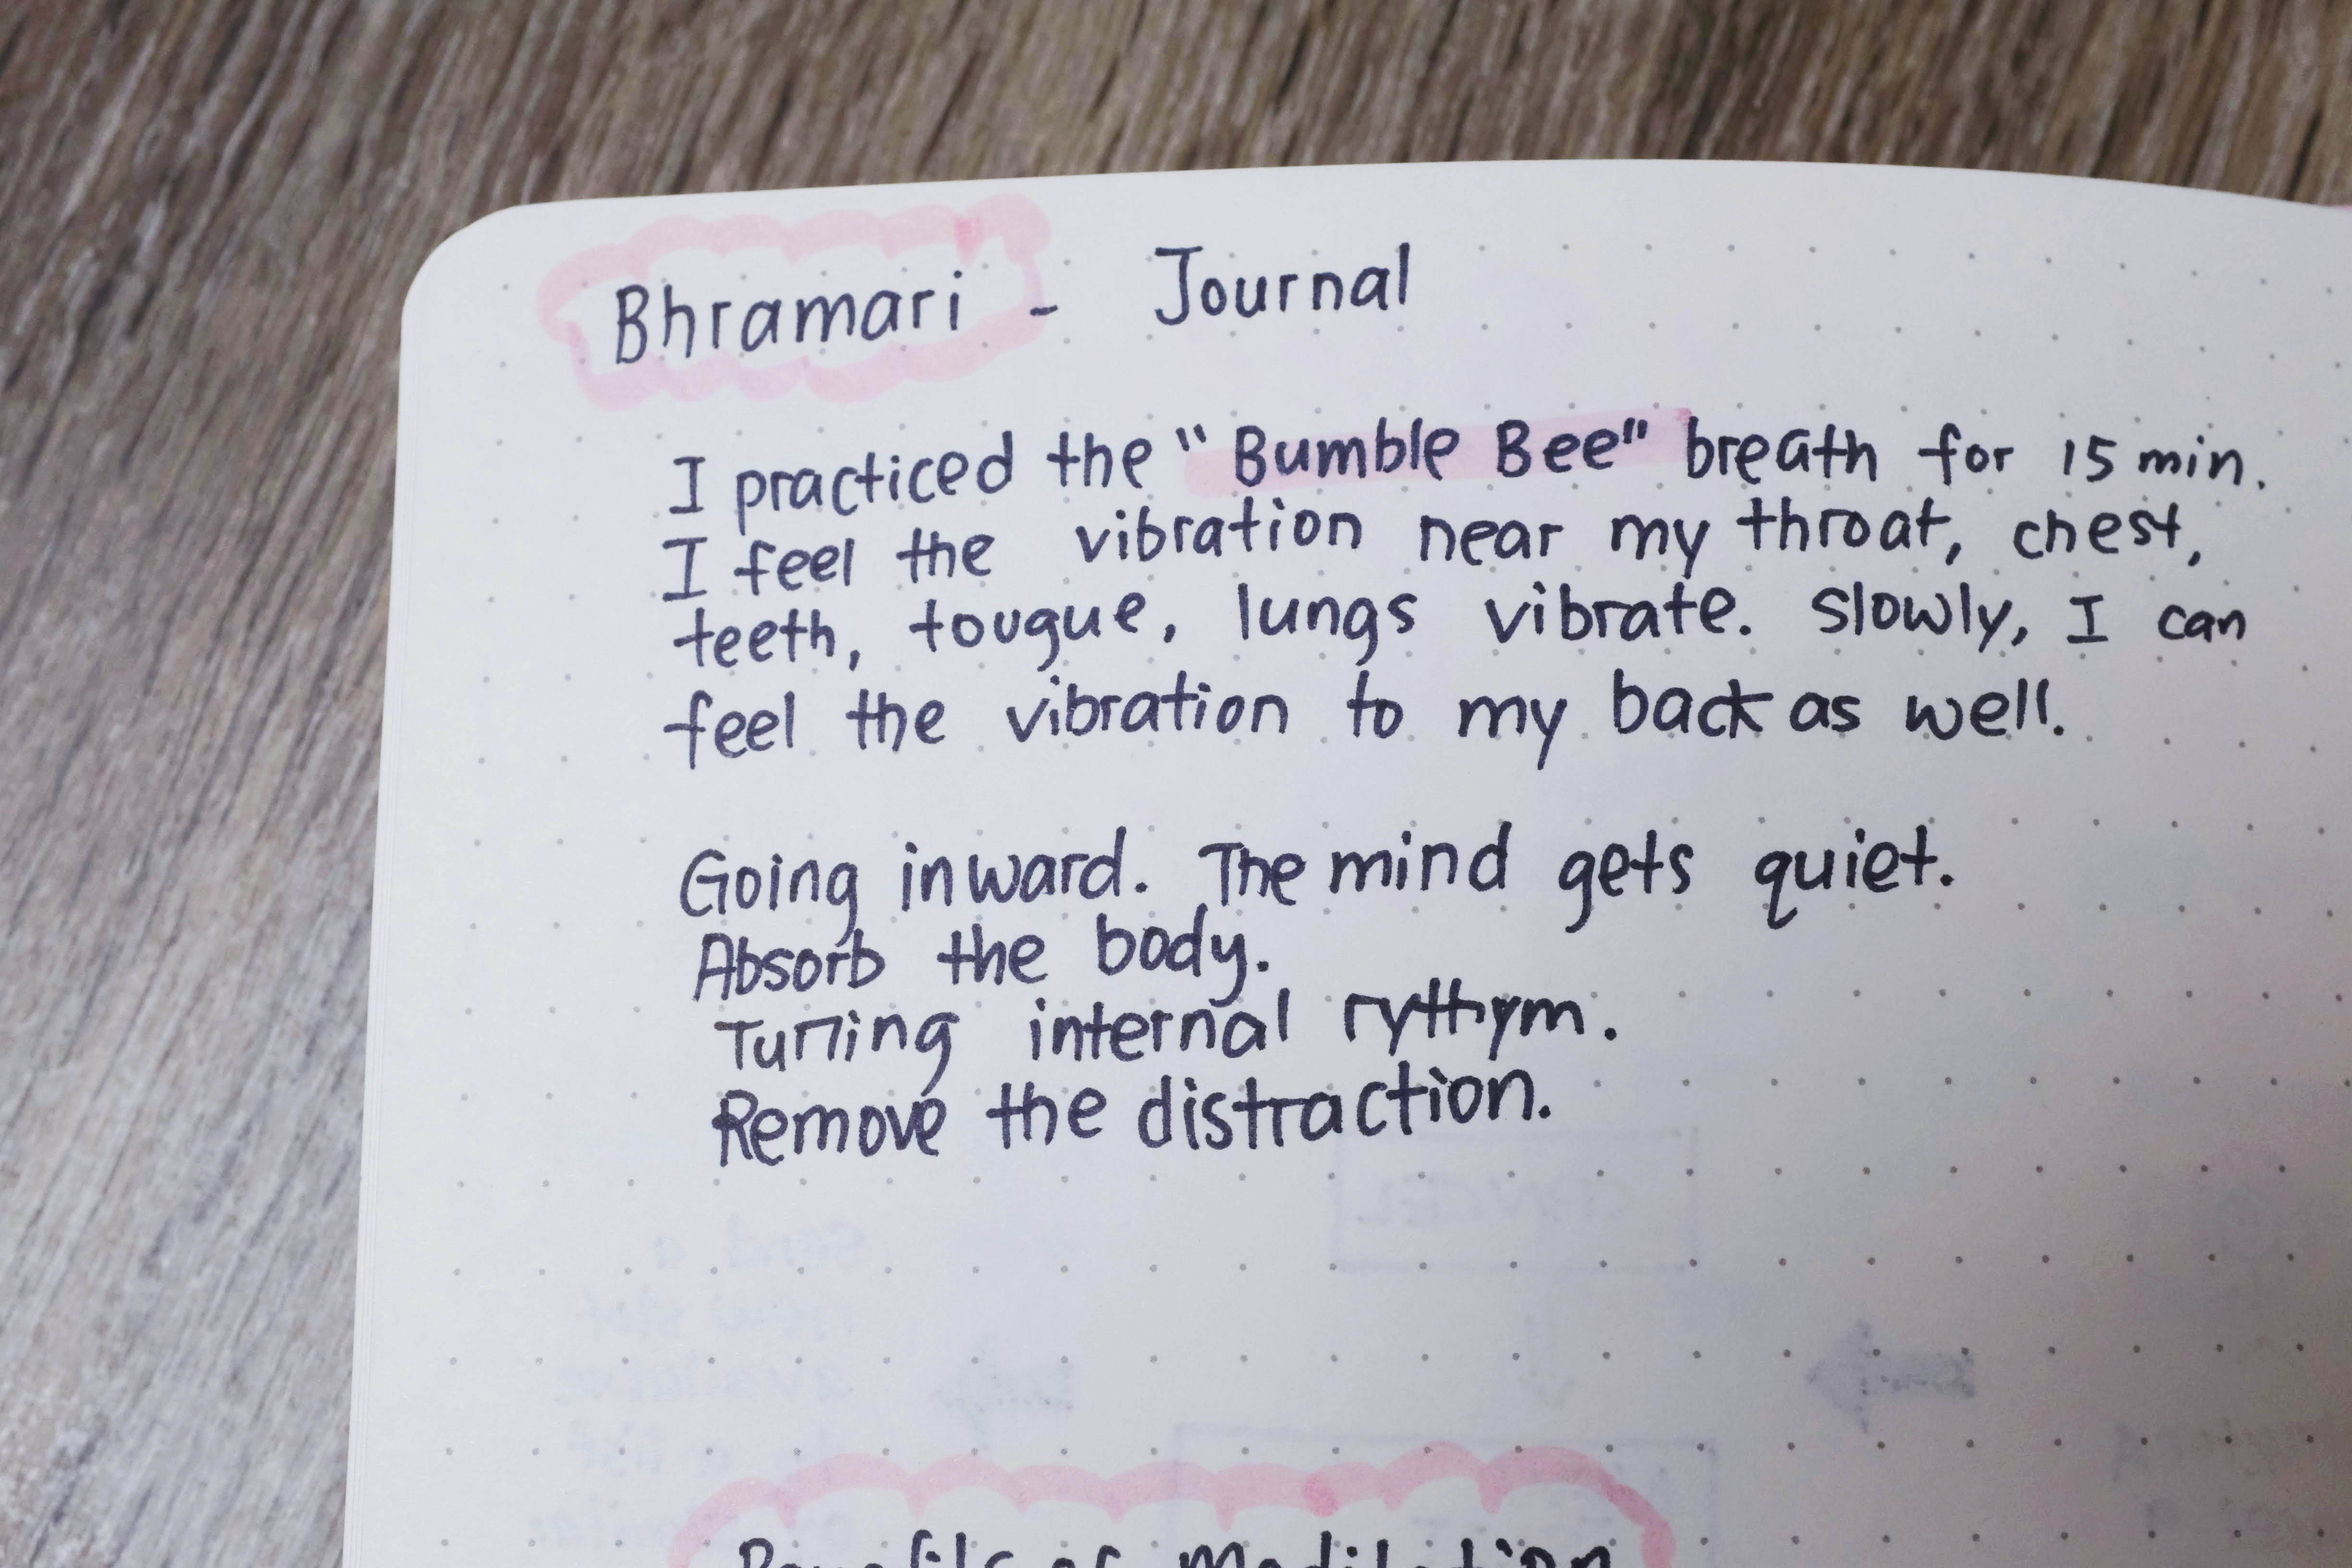 Bhramari - Journal
I practiced the "Bumble Bee" breath for 15 min.
I feel the vibration near my throat, chest,
teeth, tougue, lungs vibrate. Slowly, I can
feel the vibration to my back as well.
Going inward. The mind gets quiet.
Absorb the body.
Turning internal rythym.
Remove the distraction.
Benefits of Meditation